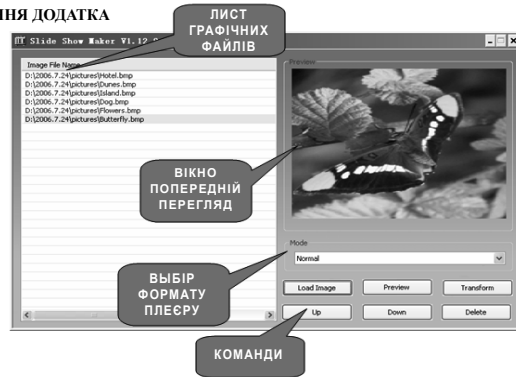 ННЯ ДОДАТКА
ЛИСТ
ГРАФІЧНИХ
ФАЙЛІВ
Slide Show Maker V1.12
Image File Name
D:\2006.7.24\pictures\Hotel.bmp
D:\2006.7.24\pictures\Dunes.bmp
D:\2006.7.24\pictures\Island.bmp
D:\2006.7.24\pictures\Dog.bmp
D:\2006.7.24\pictures\Flowers.bmp
D:\2006.7.24\pictures\Butterfly.bmp
Preview
ВІКНО
ПОПЕРЕДНІЙ
ПЕРЕГЛЯД
Mode
Normal
ВЫБІР
ФОРМАТУ
ПЛЕЄРУ
Load Image Preview Transform
Up Down Delete
КОМАНДИ